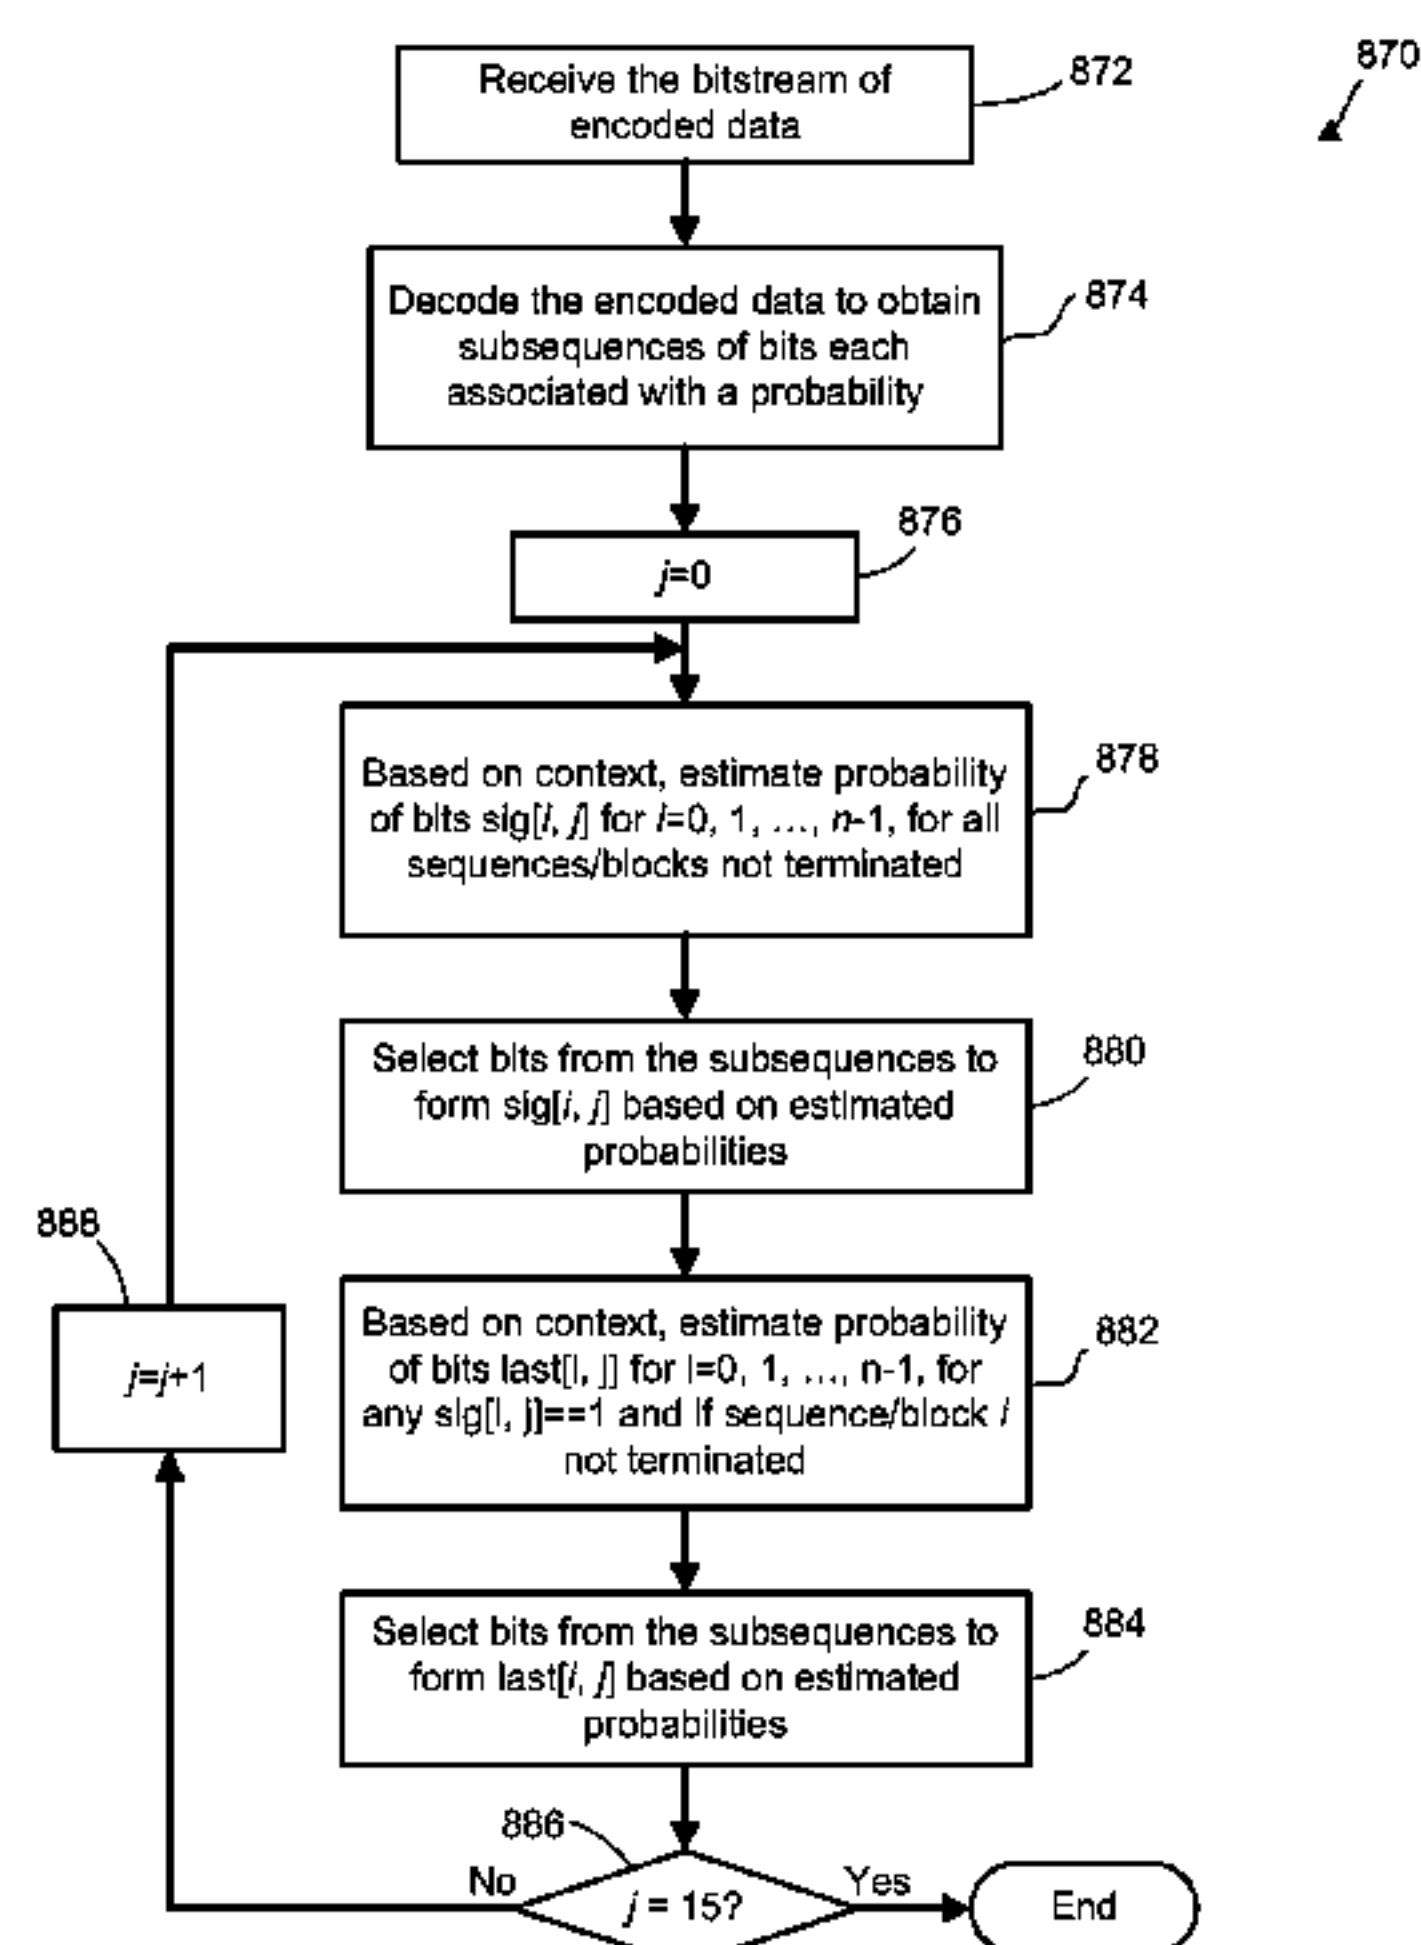 870
Receive the bitstream of
encoded data
872
Decode the encoded data to obtain
subsequences of bits each
associated with a probability
874
j=0
876
Based on context, estimate probability
of bits sig[i, j] for i=0, 1, ..., n-1, for all
sequences/blocks not terminated
878
Select bits from the subsequences to
form sig[i, j] based on estimated
probabilities
880
Based on context, estimate probability
of bits last[i, j] for i=0, 1, ..., n-1, for
any sig[i, j]==1 and if sequence/block i
not terminated
882
888
j=j+1
Select bits from the subsequences to
form last[i, j] based on estimated
probabilities
884
886
No
j = 15?
Yes
End